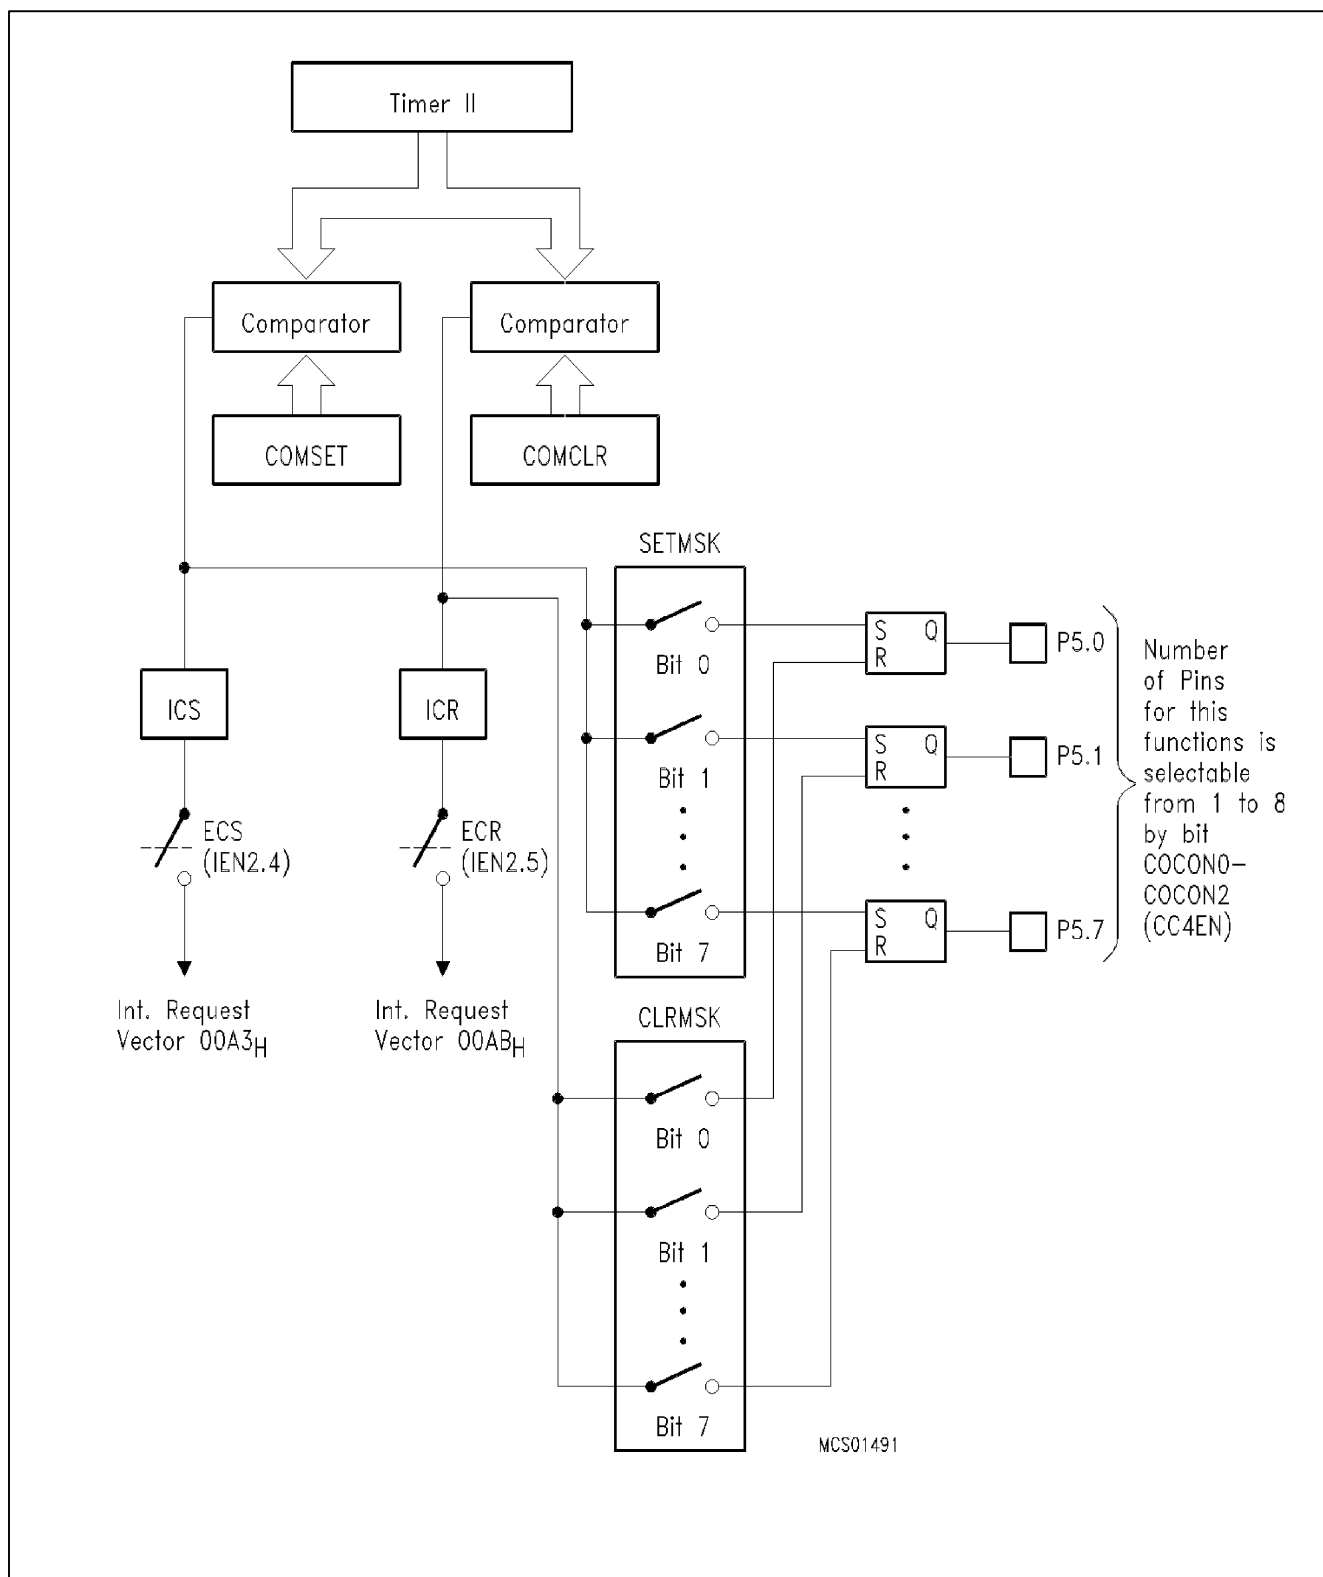 Timer II
Comparator
Comparator
COMSET
COMCLR
SETMSK
Bit 0
Bit 1
Bit 7
S Q
R
P5.0
S Q
R
P5.1
S Q
R
P5.7
Number
of Pins
for this
functions is
selectable
from 1 to 8
by bit
COCON0-
COCON2
(CC4EN)
ICS
ICR
ECS
(IEN2.4)
ECR
(IEN2.5)
Int. Request
Vector 00A3H
Int. Request
Vector 00ABH
CLRMSK
Bit 0
Bit 1
Bit 7
MCS01491